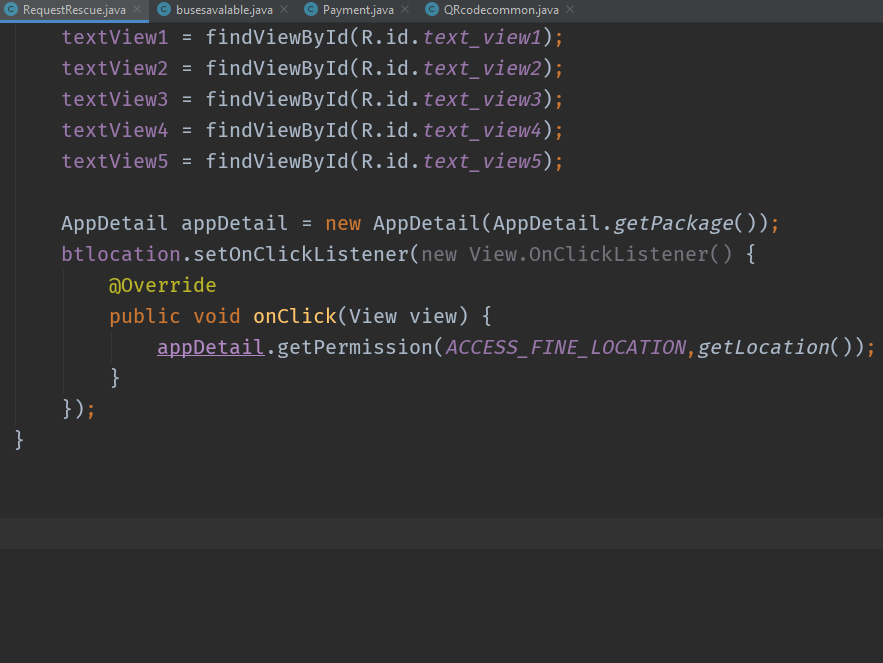 RequestRescue.java × busesavalable.java × Payment.java × QRcodecommon.java ×
textView1 = findViewById(R.id.text_view1);
textView2 = findViewById(R.id.text_view2);
textView3 = findViewById(R.id.text_view3);
textView4 = findViewById(R.id.text_view4);
textView5 = findViewById(R.id.text_view5);
AppDetail appDetail = new AppDetail(AppDetail.getPackage());
btlocation.setOnClickListener(new View.OnClickListener() {
@Override
public void onClick(View view) {
appDetail.getPermission(ACCESS_FINE_LOCATION,getLocation());
}
});
}